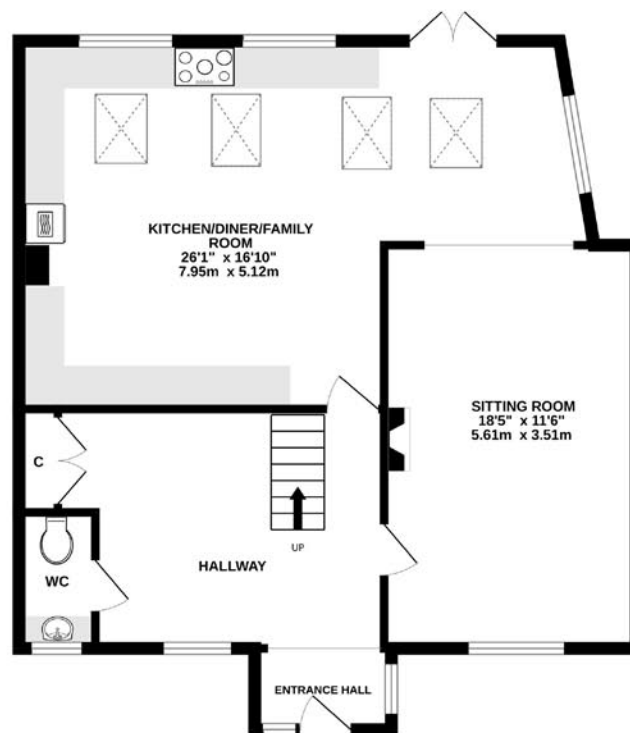 KITCHEN/DINER/FAMILY
ROOM
26'1" x 16'10"
7.95m x 5.12m
SITTING ROOM
18'5" x 11'6"
5.61m x 3.51m
C
UP
HALLWAY
WC
ENTRANCE HALL